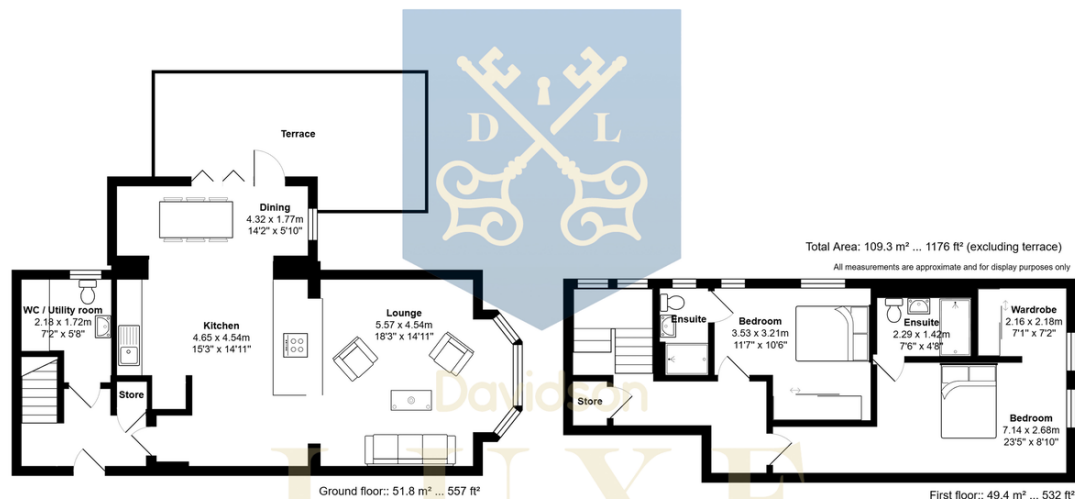 D L
Terrace
Dining
4.32 x 1.77m
14'2" x 5'10"
WC / Utility room
2.18 x 1.72m
7'2" x 5'8"
Kitchen
4.65 x 4.54m
15'3" x 14'11"
Store
Lounge
5.57 x 4.54m
18'3" x 14'11"
Ground floor:: 51.8 m² ... 557 ft²
Total Area: 109.3 m² ... 1176 ft² (excluding terrace)
All measurements are approximate and for display purposes only
Ensuite
Bedroom
3.53 x 3.21m
11'7" x 10'6"
Ensuite
2.29 x 1.42m
7'6" x 4'8"
Wardrobe
2.16 x 2.18m
7'1" x 7'2"
Store
Bedroom
7.14 x 2.68m
23'5" x 8'10"
First floor:: 49.4 m² ... 532 ft²
Davidson
LUXE